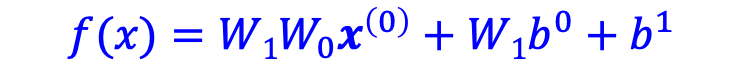 f(x) = W₁W₀x⁽⁰⁾ + W₁b⁰ + b¹